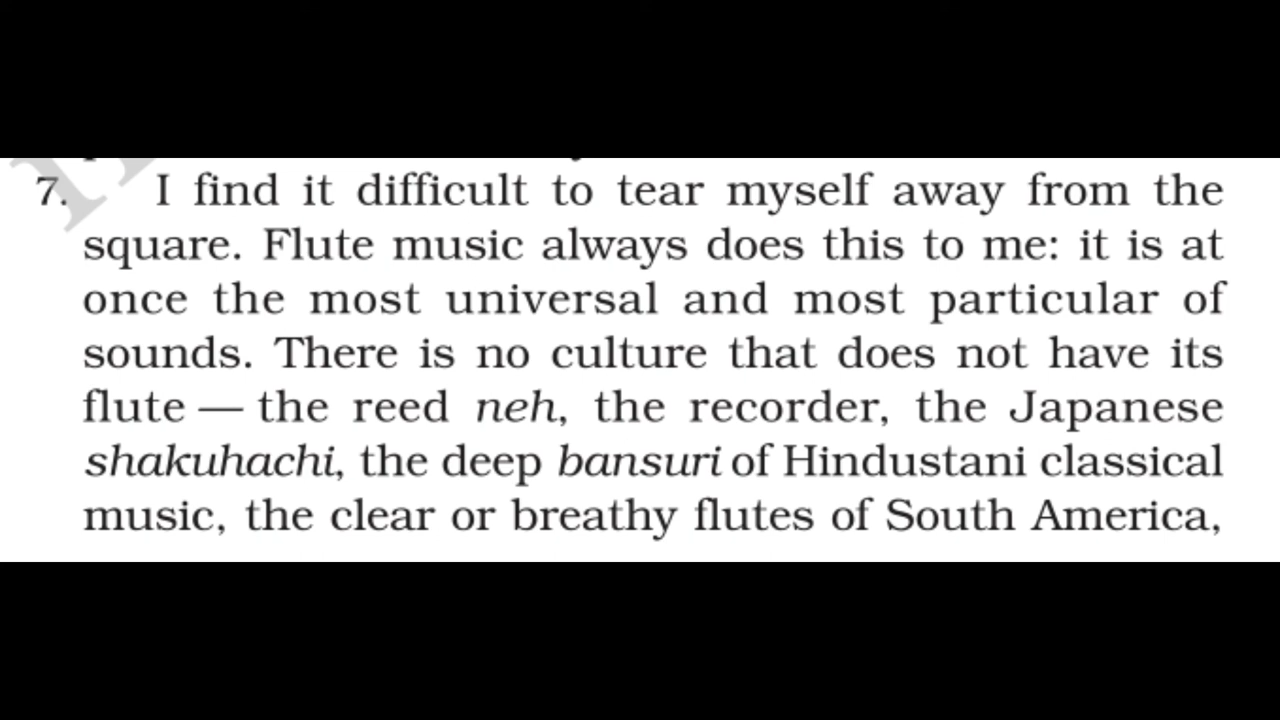 7. I find it difficult to tear myself away from the
square. Flute music always does this to me: it is at
once the most universal and most particular of
sounds. There is no culture that does not have its
flute — the reed neh, the recorder, the Japanese
shakuhachi, the deep bansuri of Hindustani classical
music, the clear or breathy flutes of South America,